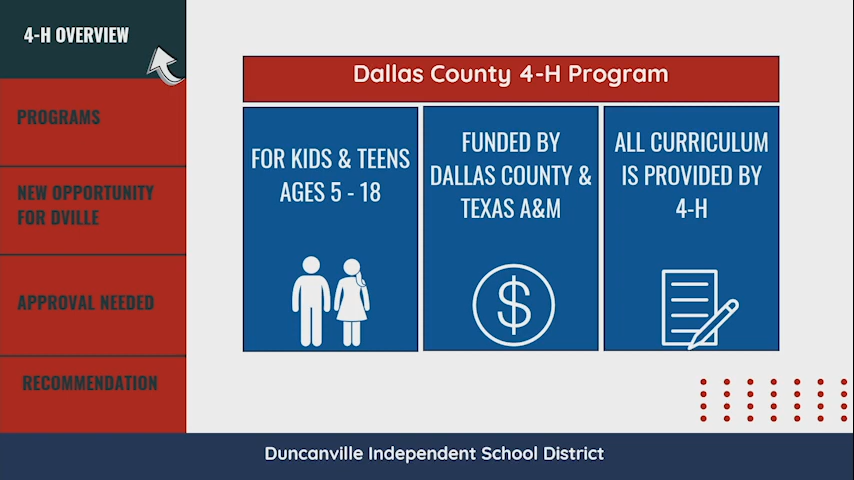 4-H OVERVIEW
PROGRAMS
NEW OPPORTUNITY
FOR DVILLE
APPROVAL NEEDED
RECOMMENDATION
Dallas County 4-H Program
FOR KIDS & TEENS
AGES 5 - 18
FUNDED BY
DALLAS COUNTY &
TEXAS A&M
$
ALL CURRICULUM
IS PROVIDED BY
4-H
Duncanville Independent School District